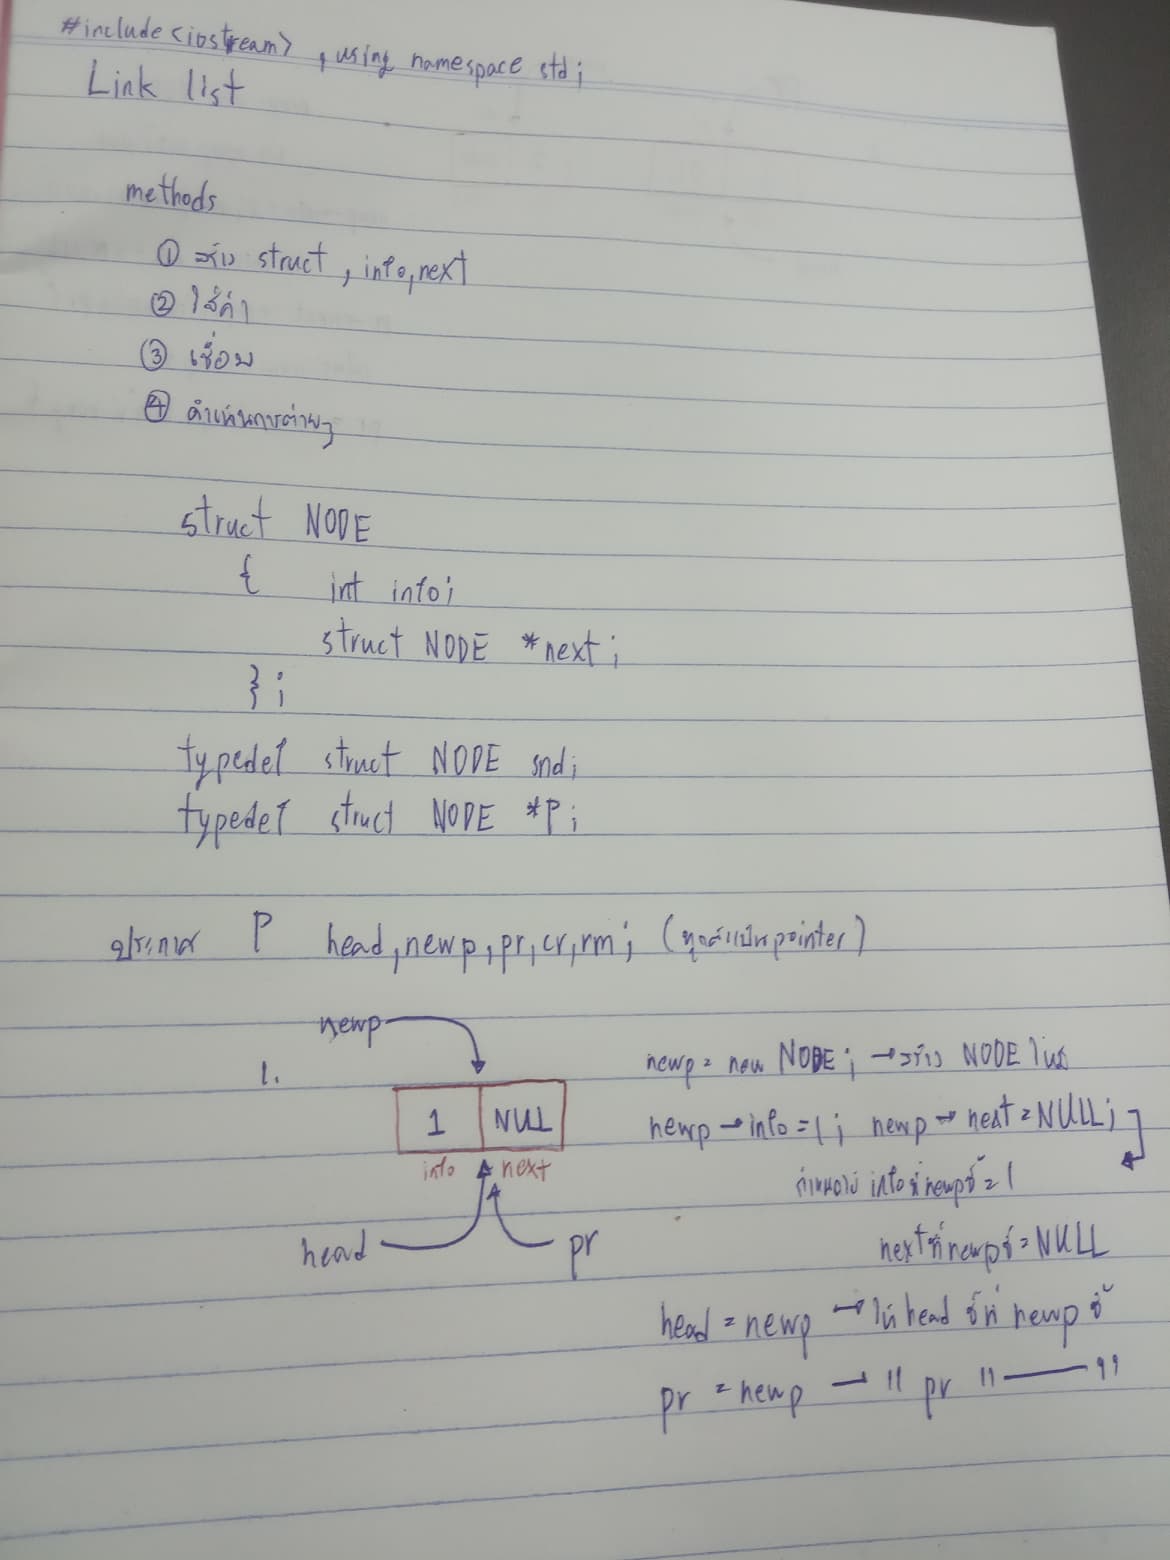 #include<iostream> , using namespace std;
Link list
methods
① สร้าง struct, info, next
② ใส่ค่า
③ เชื่อม
④ ดำเนินการต่างๆ
struct NODE
{ int info;
struct NODE *next;
};
typedef struct NODE snd;
typedef struct NODE *P;
ประกาศ P head, newp, pr, cr, rm; (ทุกตัวเป็น pointer)
newp
1.
1 NULL
info next
head pr
newp = new NODE; → สร้าง NODE ใหม่
newp → info = 1; newp → next = NULL;
กำหนดให้ info ที่ newp ชี้ = 1
next ที่ newp ชี้ = NULL
head = newp → ให้ head ชี้ที่ newp ชี้
pr = newp → " pr " —— "